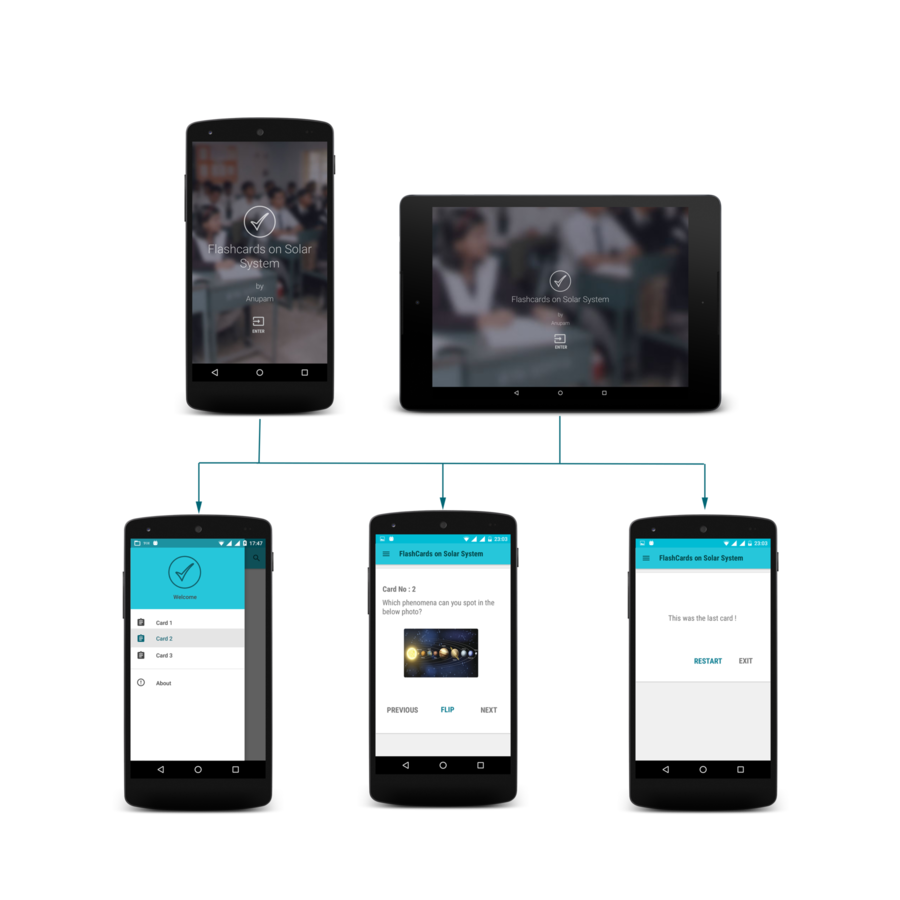 Flashcards on Solar
System
by
Anupam
ENTER
Flashcards on Solar System
by
Anupam
ENTER
17:47
Welcome
Card 1
Card 2
Card 3
About
23:03
FlashCards on Solar System
Card No : 2
Which phenomena can you spot in the
below photo?
PREVIOUS FLIP NEXT
23:03
FlashCards on Solar System
This was the last card !
RESTART EXIT